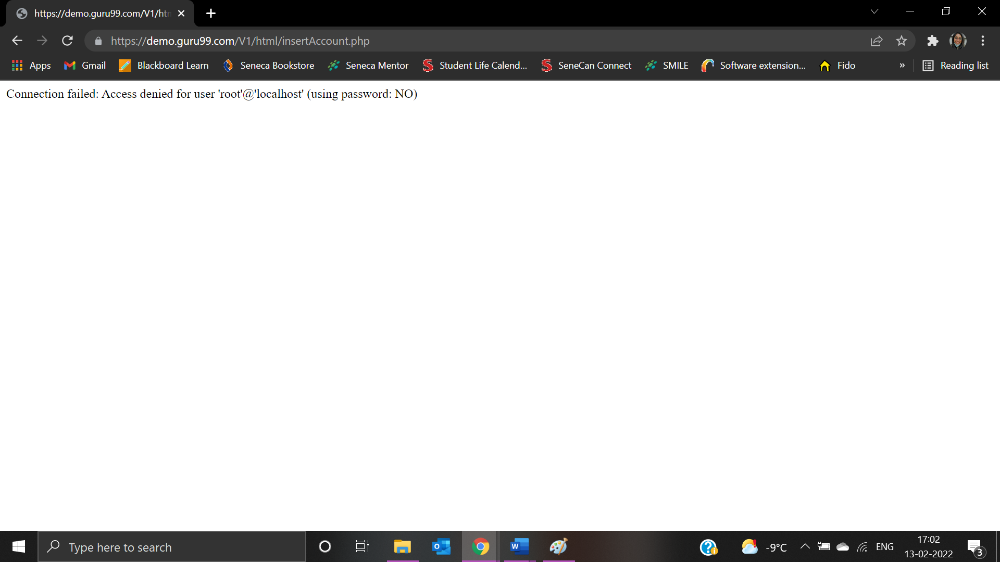 https://demo.guru99.com/V1/htm
https://demo.guru99.com/V1/html/insertAccount.php
Apps Gmail Blackboard Learn Seneca Bookstore Seneca Mentor Student Life Calend... SeneCan Connect SMILE Software extension... Fido » Reading list
Connection failed: Access denied for user 'root'@'localhost' (using password: NO)
Type here to search
-9°C ENG 17:02
13-02-2022 3